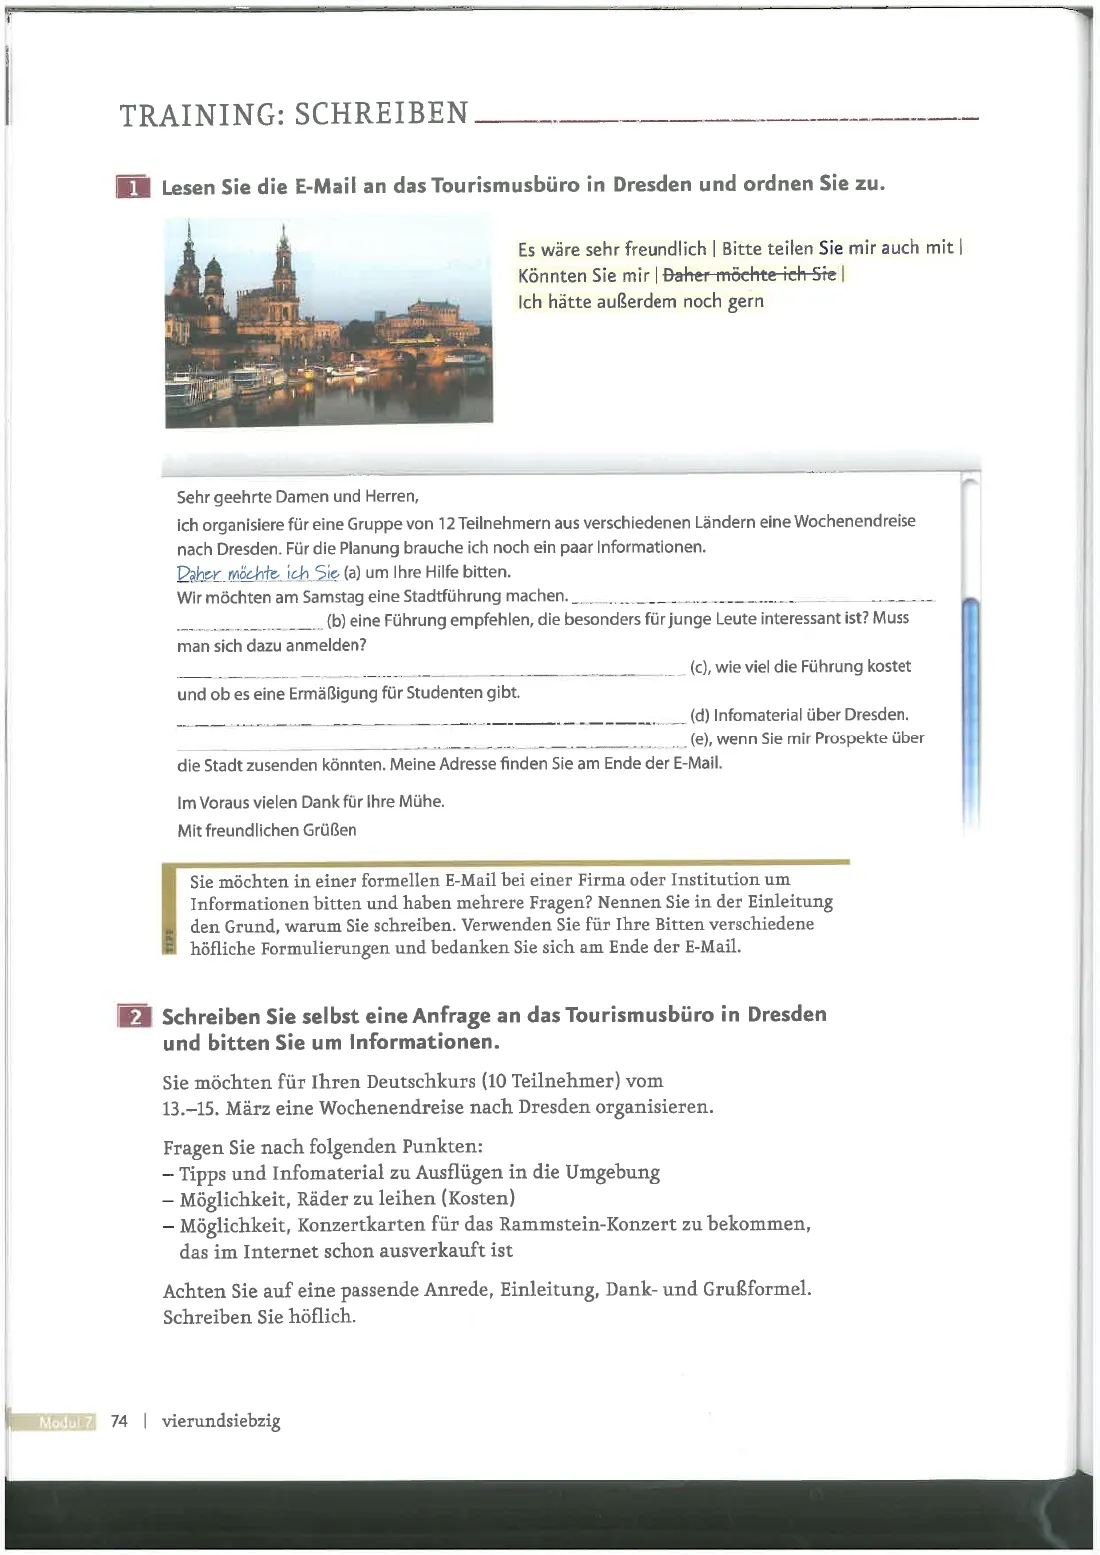 TRAINING: SCHREIBEN
1 Lesen Sie die E-Mail an das Tourismusbüro in Dresden und ordnen Sie zu.
Es wäre sehr freundlich | Bitte teilen Sie mir auch mit |
Könnten Sie mir | Daher möchte ich Sie |
Ich hätte außerdem noch gern
Sehr geehrte Damen und Herren,
ich organisiere für eine Gruppe von 12 Teilnehmern aus verschiedenen Ländern eine Wochenendreise
nach Dresden. Für die Planung brauche ich noch ein paar Informationen.
Daher möchte ich Sie (a) um Ihre Hilfe bitten.
Wir möchten am Samstag eine Stadtführung machen. ____________________
____________________ (b) eine Führung empfehlen, die besonders für junge Leute interessant ist? Muss
man sich dazu anmelden?
____________________ (c), wie viel die Führung kostet
und ob es eine Ermäßigung für Studenten gibt.
____________________ (d) Infomaterial über Dresden.
____________________ (e), wenn Sie mir Prospekte über
die Stadt zusenden könnten. Meine Adresse finden Sie am Ende der E-Mail.
Im Voraus vielen Dank für Ihre Mühe.
Mit freundlichen Grüßen
TIPP
Sie möchten in einer formellen E-Mail bei einer Firma oder Institution um
Informationen bitten und haben mehrere Fragen? Nennen Sie in der Einleitung
den Grund, warum Sie schreiben. Verwenden Sie für Ihre Bitten verschiedene
höfliche Formulierungen und bedanken Sie sich am Ende der E-Mail.
2 Schreiben Sie selbst eine Anfrage an das Tourismusbüro in Dresden
und bitten Sie um Informationen.
Sie möchten für Ihren Deutschkurs (10 Teilnehmer) vom
13.–15. März eine Wochenendreise nach Dresden organisieren.
Fragen Sie nach folgenden Punkten:
– Tipps und Infomaterial zu Ausflügen in die Umgebung
– Möglichkeit, Räder zu leihen (Kosten)
– Möglichkeit, Konzertkarten für das Rammstein-Konzert zu bekommen,
das im Internet schon ausverkauft ist
Achten Sie auf eine passende Anrede, Einleitung, Dank- und Grußformel.
Schreiben Sie höflich.
Modul 7 74 | vierundsiebzig